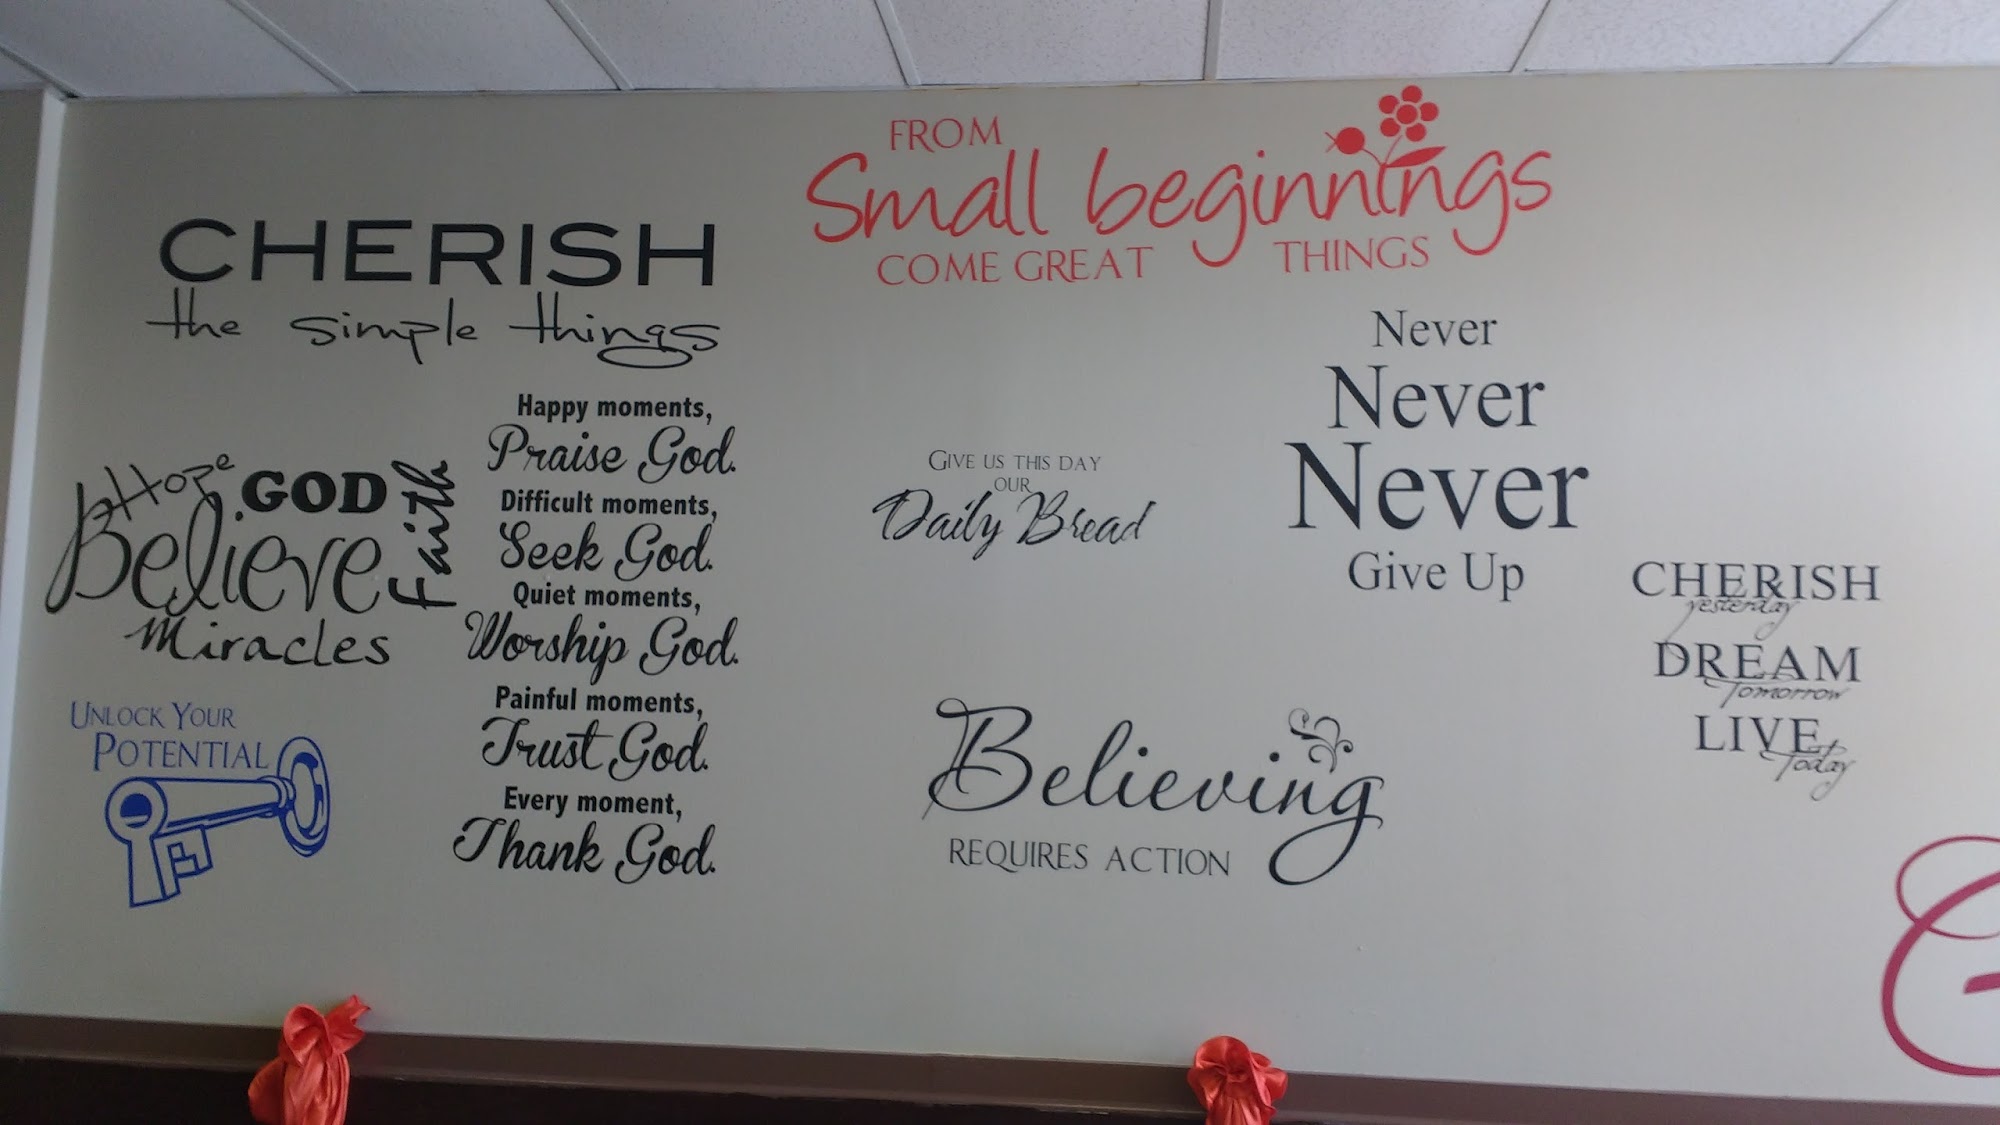 FROM
Small beginnings
COME GREAT THINGS
CHERISH
the simple things
Hope GOD Faith
Believe
Miracles
UNLOCK YOUR
POTENTIAL
Happy moments,
Praise God.
Difficult moments,
Seek God.
Quiet moments,
Worship God.
Painful moments,
Trust God.
Every moment,
Thank God.
GIVE US THIS DAY
OUR
Daily Bread
Believing
REQUIRES ACTION
Never
Never
Never
Give Up
CHERISH
yesterday
DREAM
Tomorrow
LIVE
Today